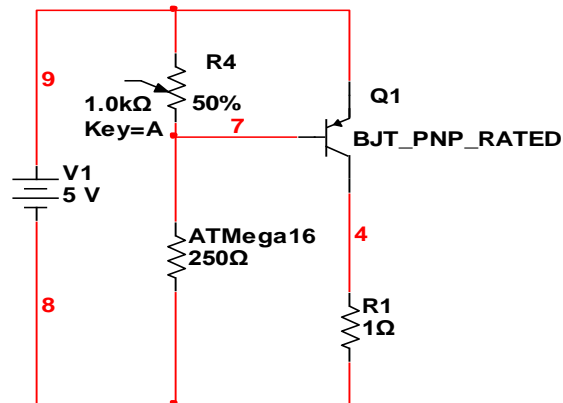 R4
9
1.0kΩ 50%
Key=A
Q1
7
BJT_PNP_RATED
V1
5 V
ATMega16
250Ω
4
8
R1
1Ω